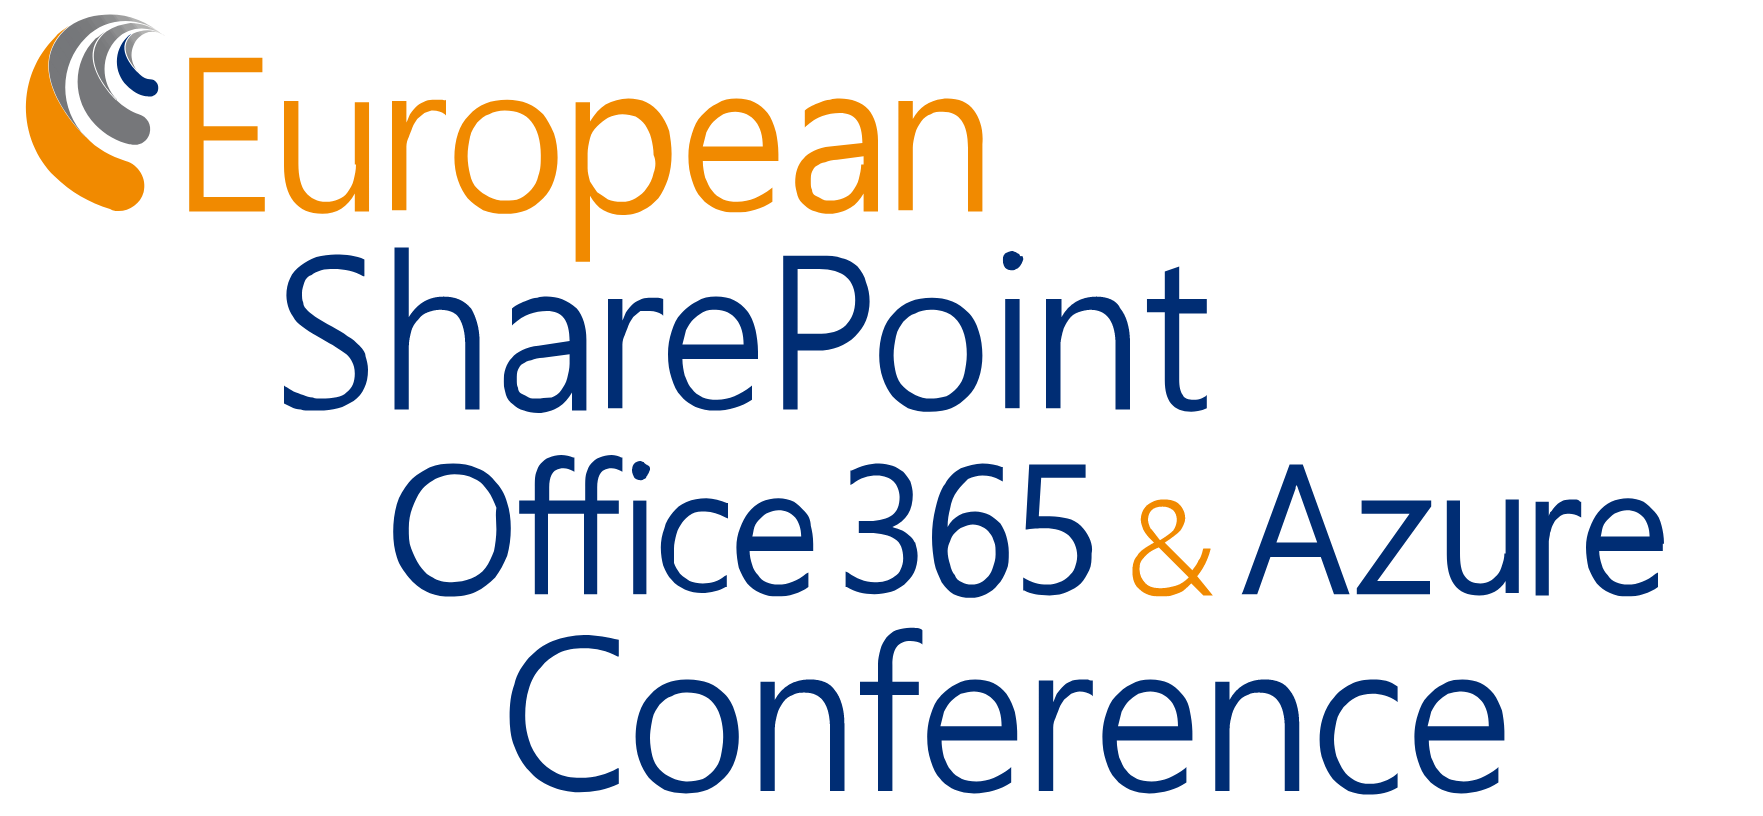 European
SharePoint
Office 365 & Azure
Conference